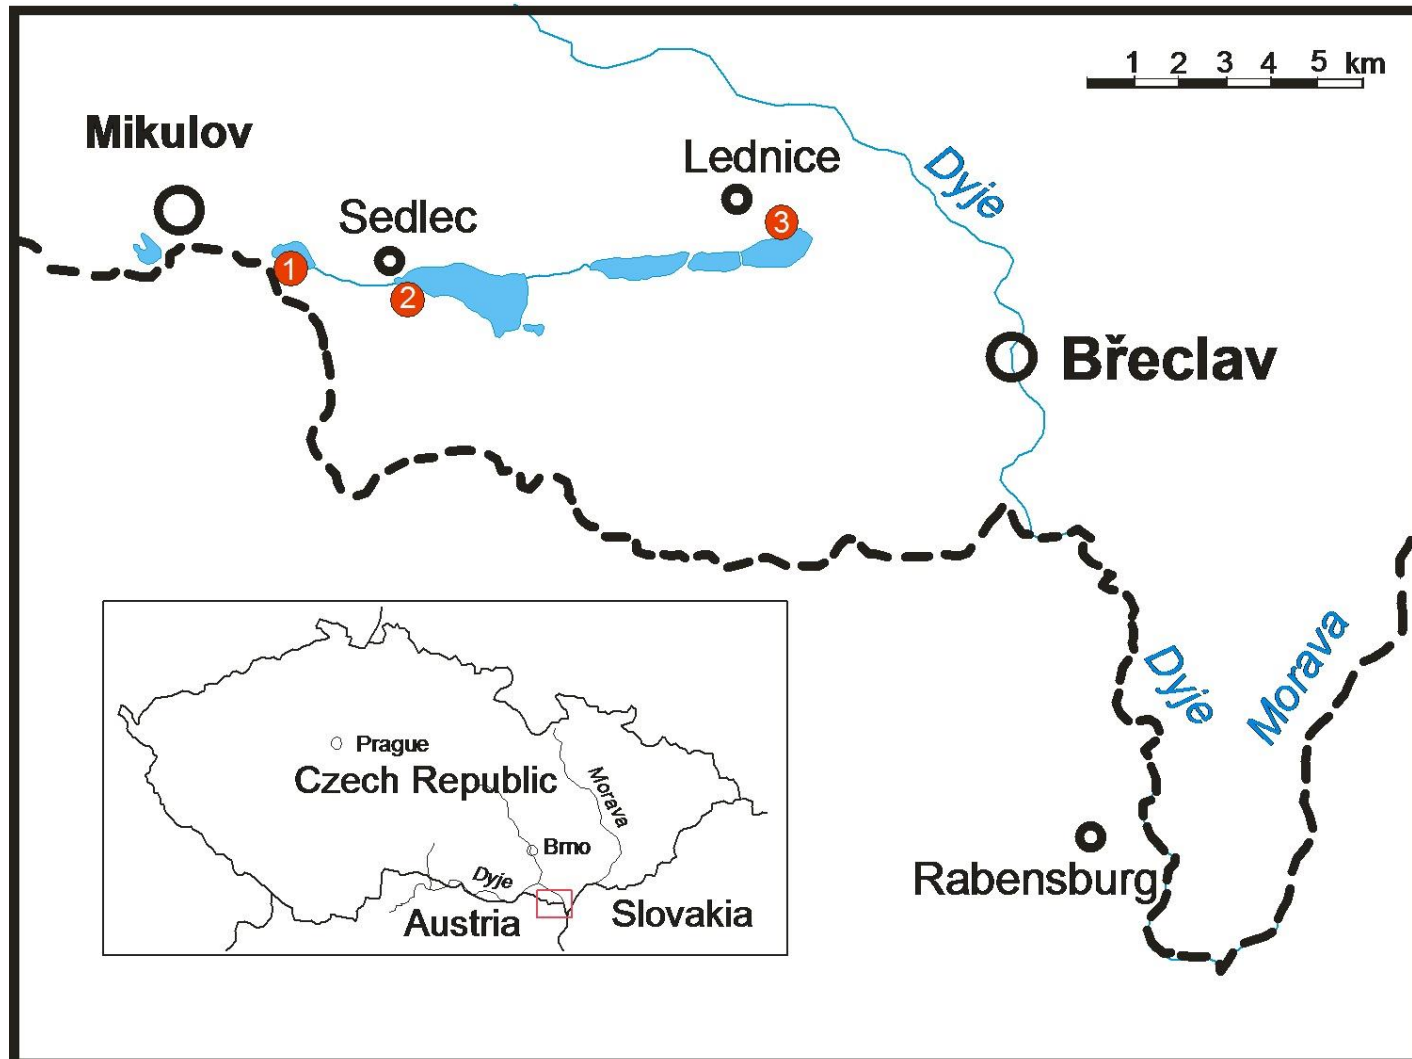 1 2 3 4 5 km
Mikulov
Lednice
Dyje
Sedlec
3
1
2
Břeclav
Dyje
Morava
Prague
Czech Republic
Morava
Brno
Dyje
Austria
Slovakia
Rabensburg